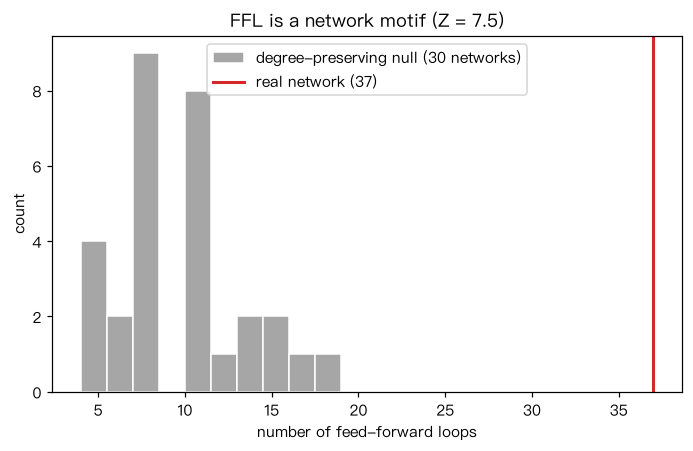 FFL is a network motif (Z = 7.5)
degree-preserving null (30 networks)
real network (37)
count
8
6
4
2
0
5
10
15
20
25
30
35
number of feed-forward loops